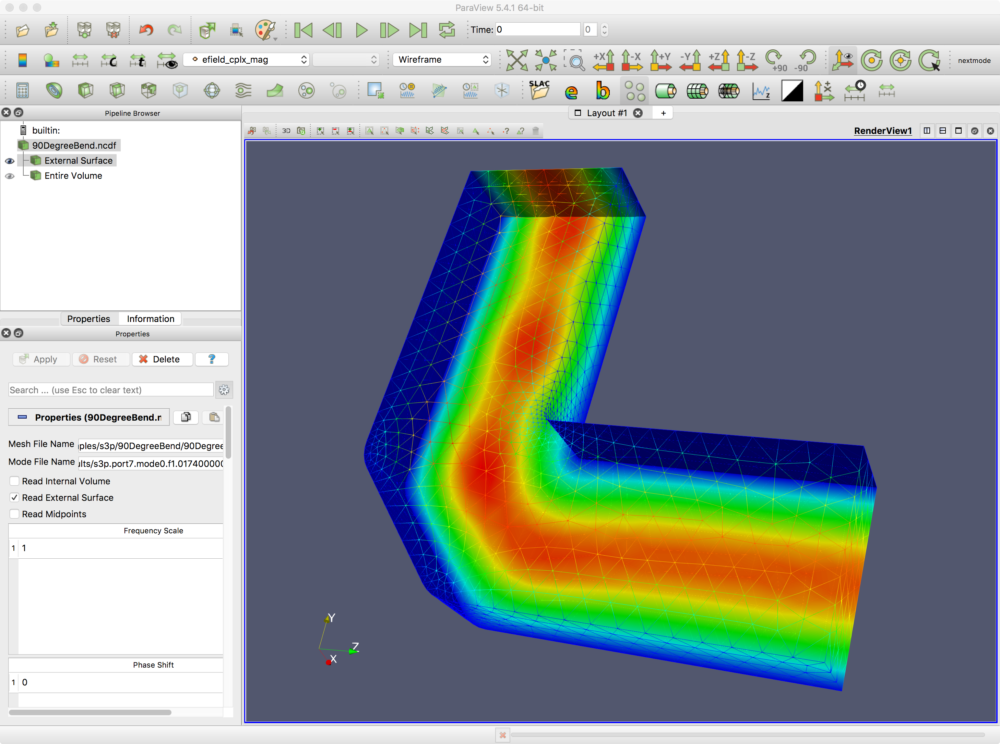 ParaView 5.4.1 64-bit
Time: 0 0
efield_cplx_mag Wireframe +X -X +Y -Y +Z -Z +90 -90 nextmode
C t
SLAC
e b z
Pipeline Browser
Layout #1 +
builtin:
3D ? ? RenderView1
90DegreeBend.ncdf
External Surface
Entire Volume
Properties Information
Properties
Apply Reset Delete ?
Search ... (use Esc to clear text)
Properties (90DegreeBend.n
Mesh File Name ples/s3p/90DegreeBend/90Degree
Mode File Name ults/s3p.port7.mode0.f1.01740000
Read Internal Volume
Read External Surface
Read Midpoints
Frequency Scale
1 1
Phase Shift
1 0
Y
Z
X